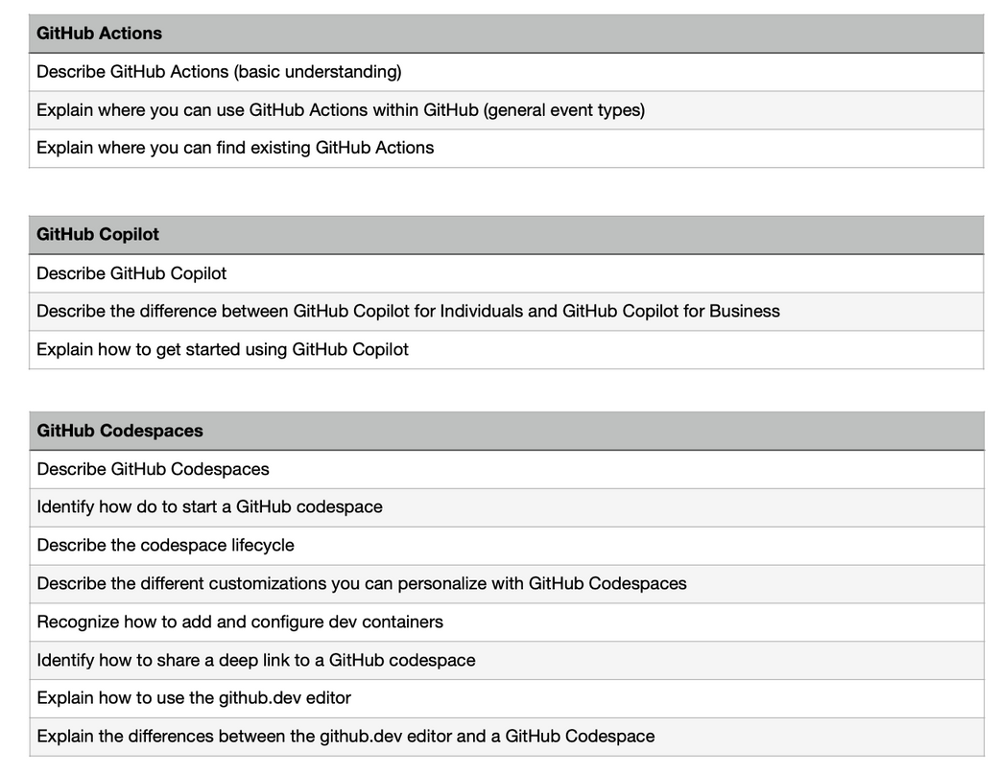 GitHub Actions
Describe GitHub Actions (basic understanding)
Explain where you can use GitHub Actions within GitHub (general event types)
Explain where you can find existing GitHub Actions
GitHub Copilot
Describe GitHub Copilot
Describe the difference between GitHub Copilot for Individuals and GitHub Copilot for Business
Explain how to get started using GitHub Copilot
GitHub Codespaces
Describe GitHub Codespaces
Identify how do to start a GitHub codespace
Describe the codespace lifecycle
Describe the different customizations you can personalize with GitHub Codespaces
Recognize how to add and configure dev containers
Identify how to share a deep link to a GitHub codespace
Explain how to use the github.dev editor
Explain the differences between the github.dev editor and a GitHub Codespace